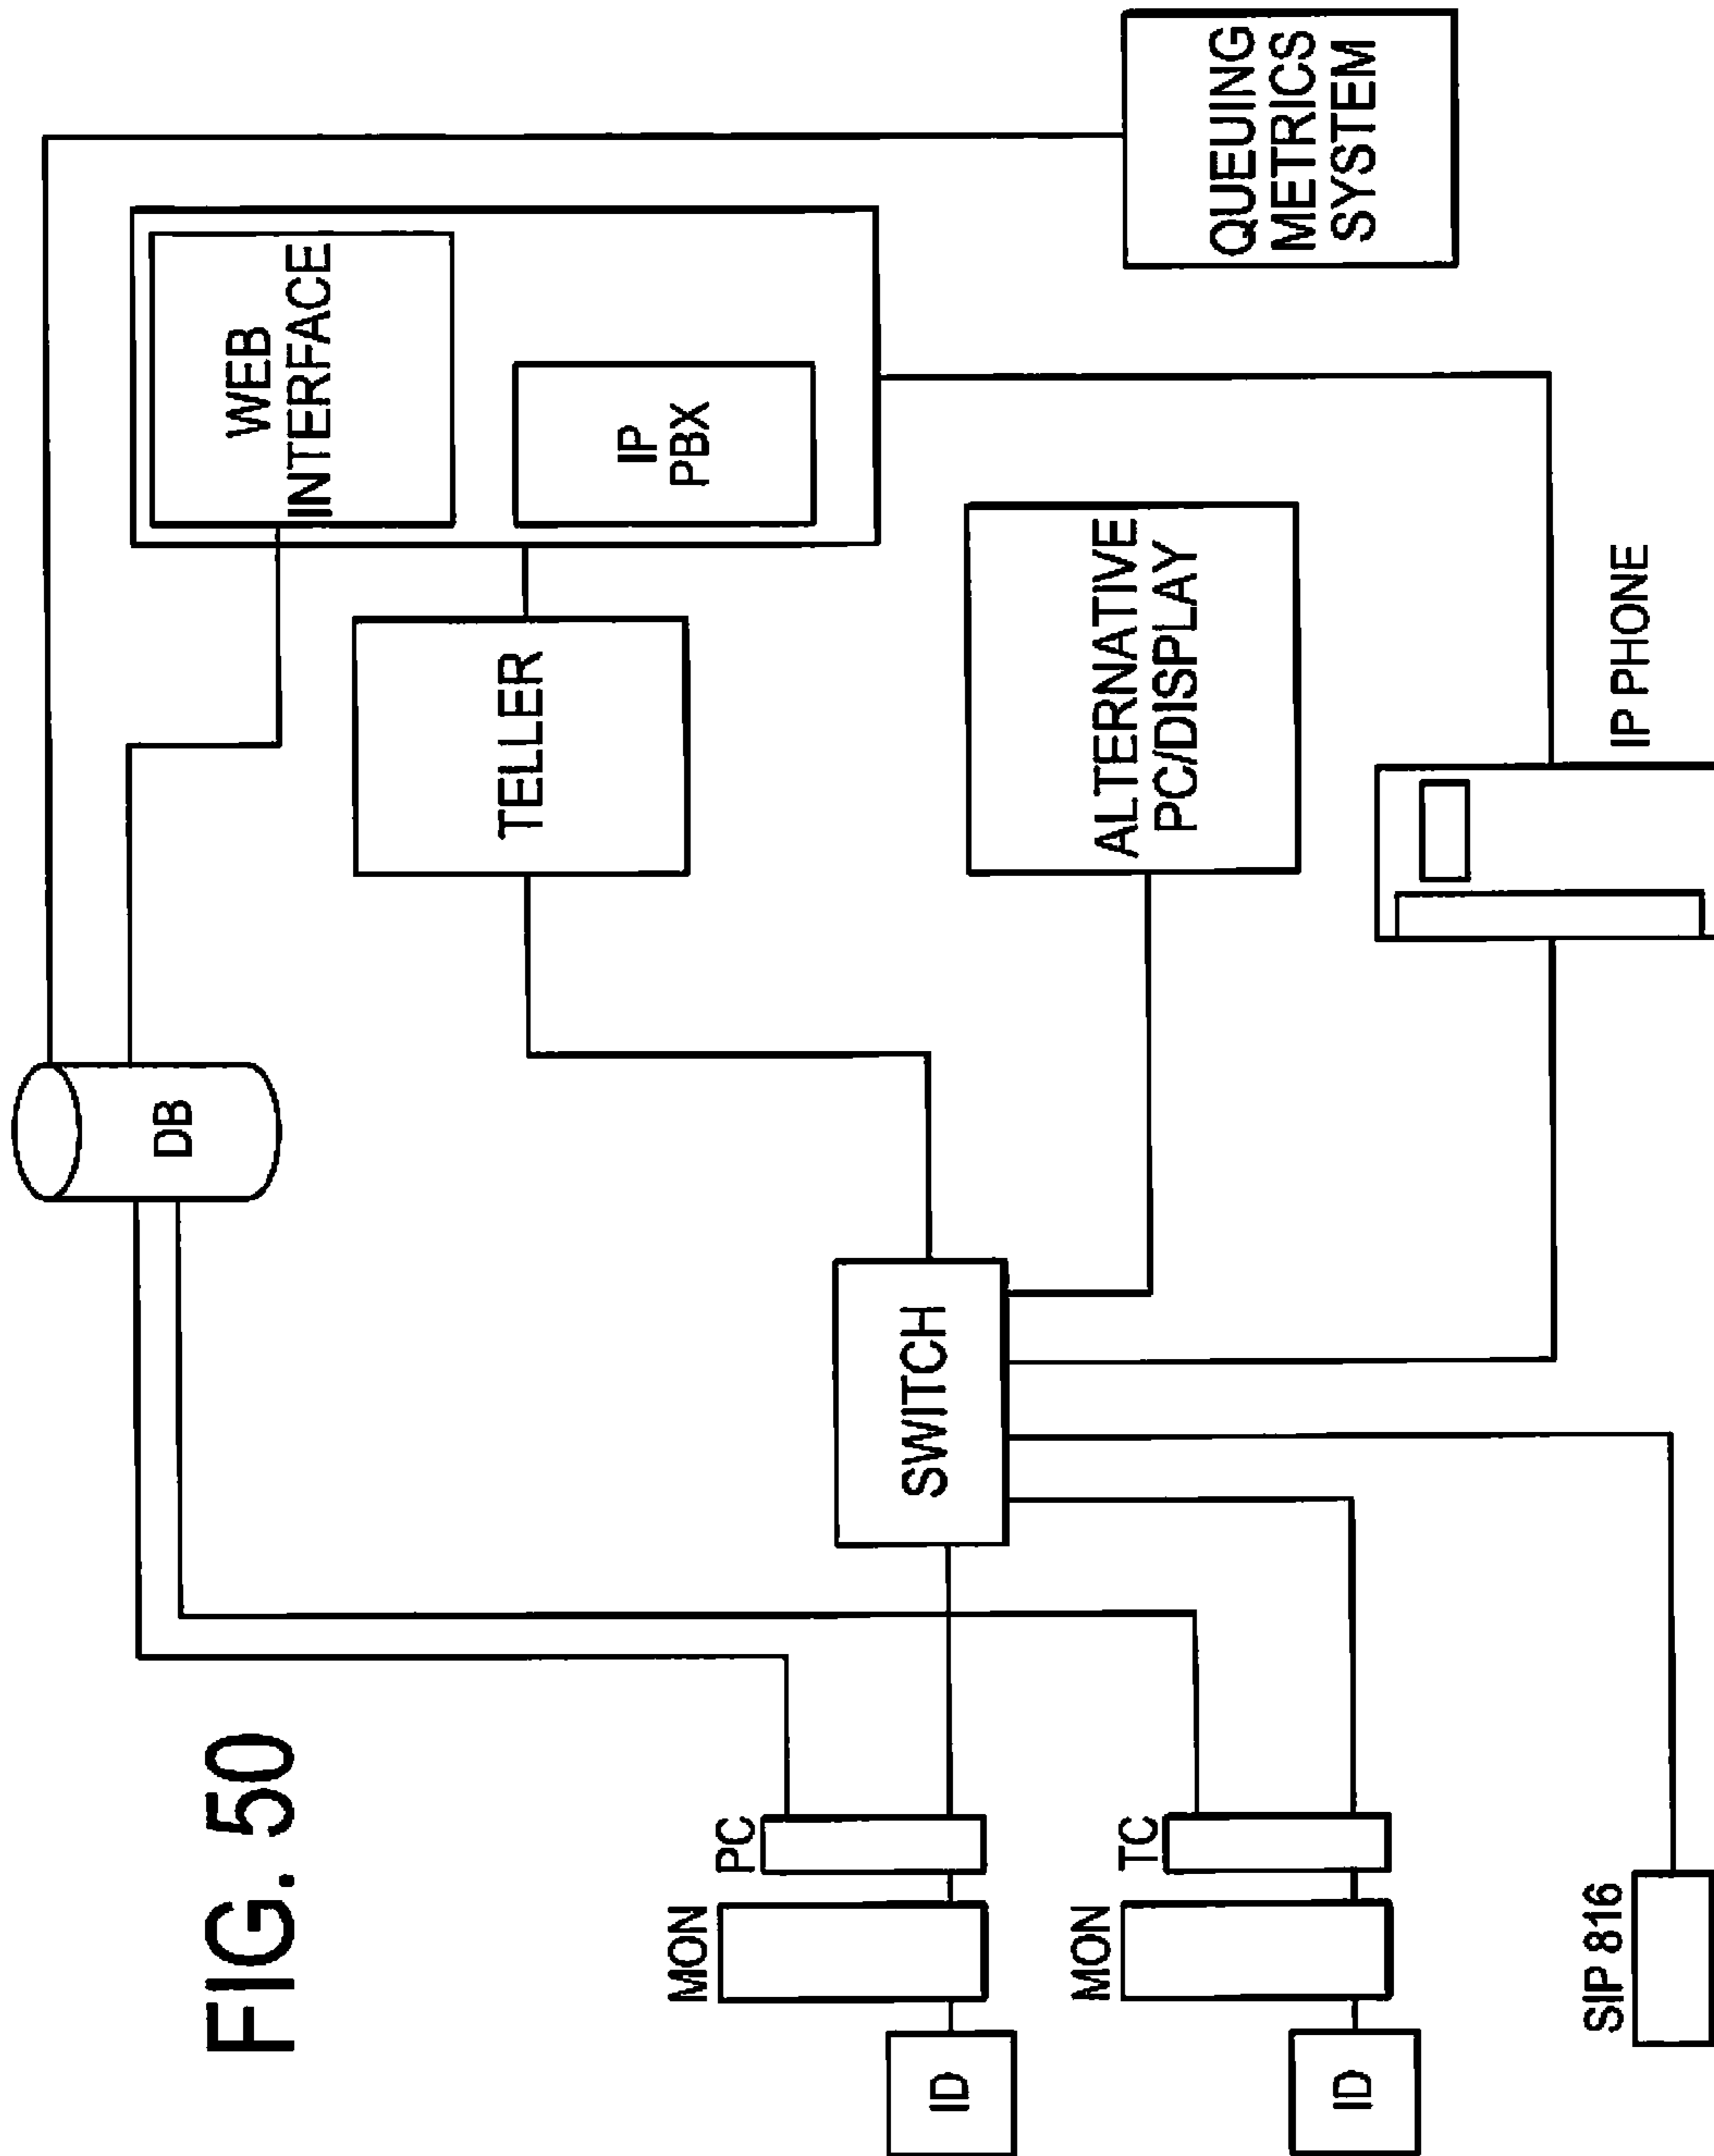 FIG. 50
DB
WEB
INTERFACE
IP
PBX
TELLER
QUEUING
METRICS
SYSTEM
ALTERNATIVE
PC/DISPLAY
SWITCH
IP PHONE
PC
MON
ID
TC
MON
ID
SIP 816